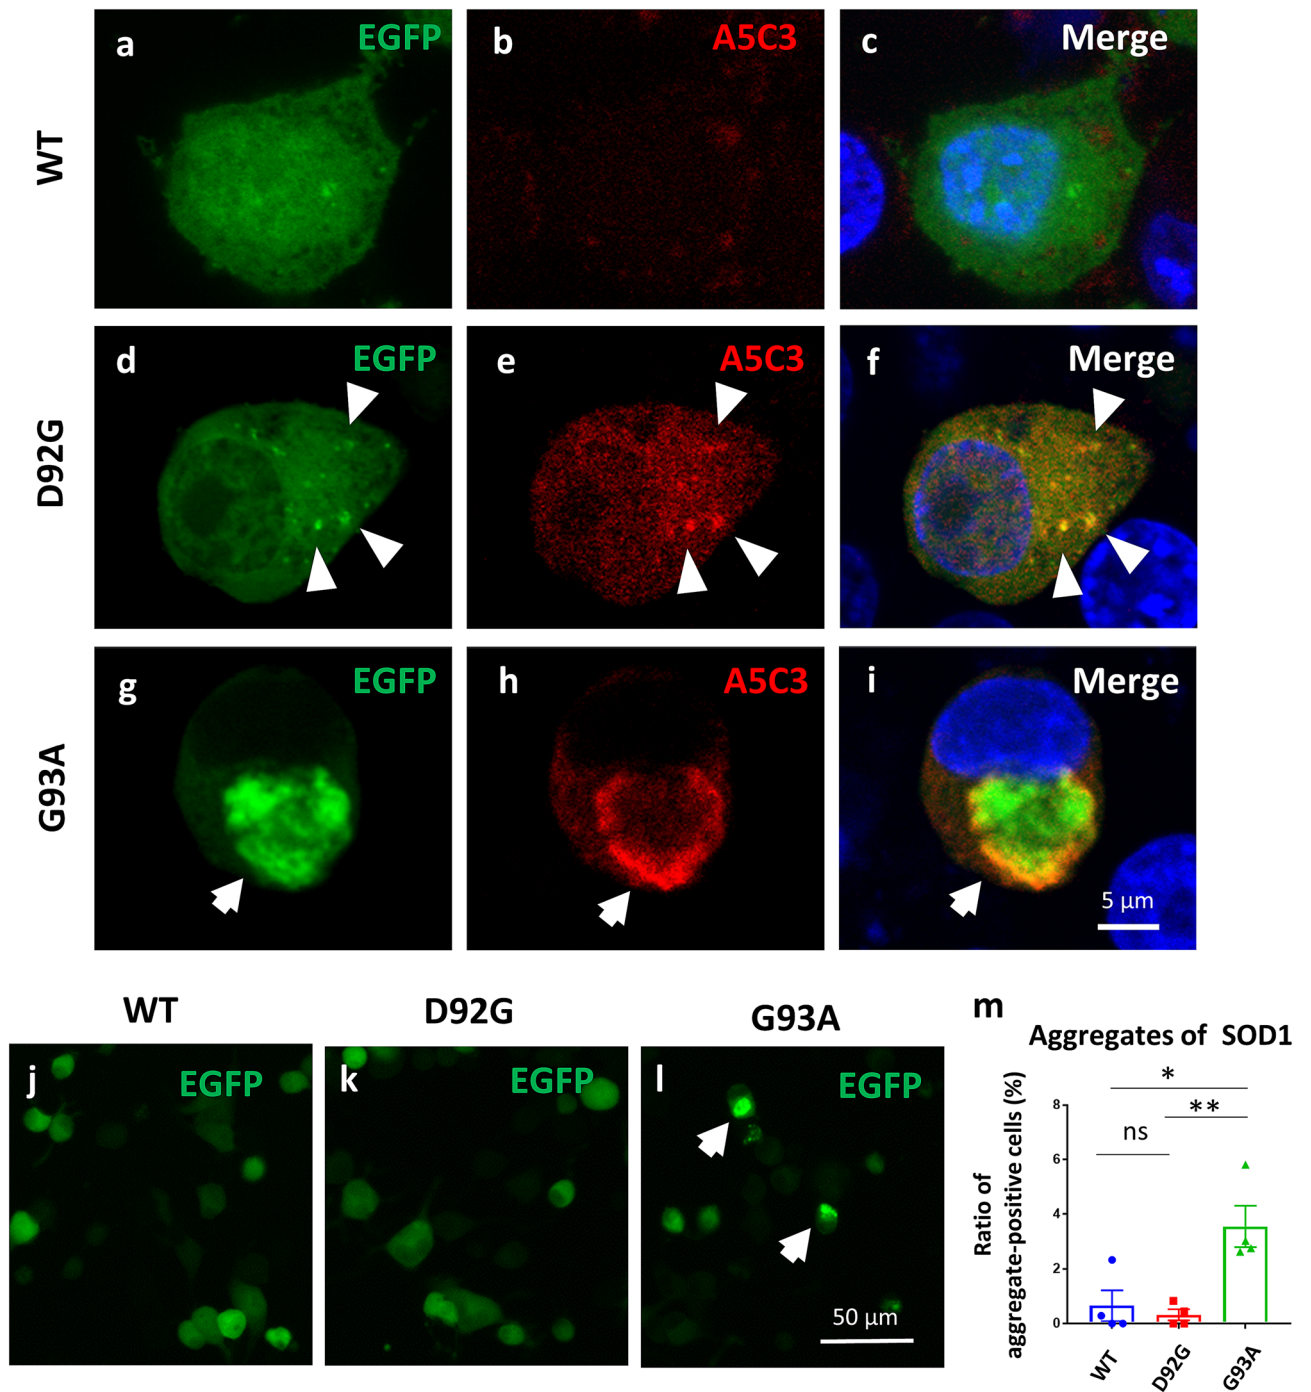 a EGFP b A5C3 c Merge
WT
d EGFP e A5C3 f Merge
D92G
g EGFP h A5C3 i Merge
G93A
5 µm
WT D92G G93A
j EGFP k EGFP l EGFP
50 µm
m
Aggregates of SOD1
Ratio of
aggregate-positive cells (%)
*
**
ns
8
6
4
2
0
WT D92G G93A